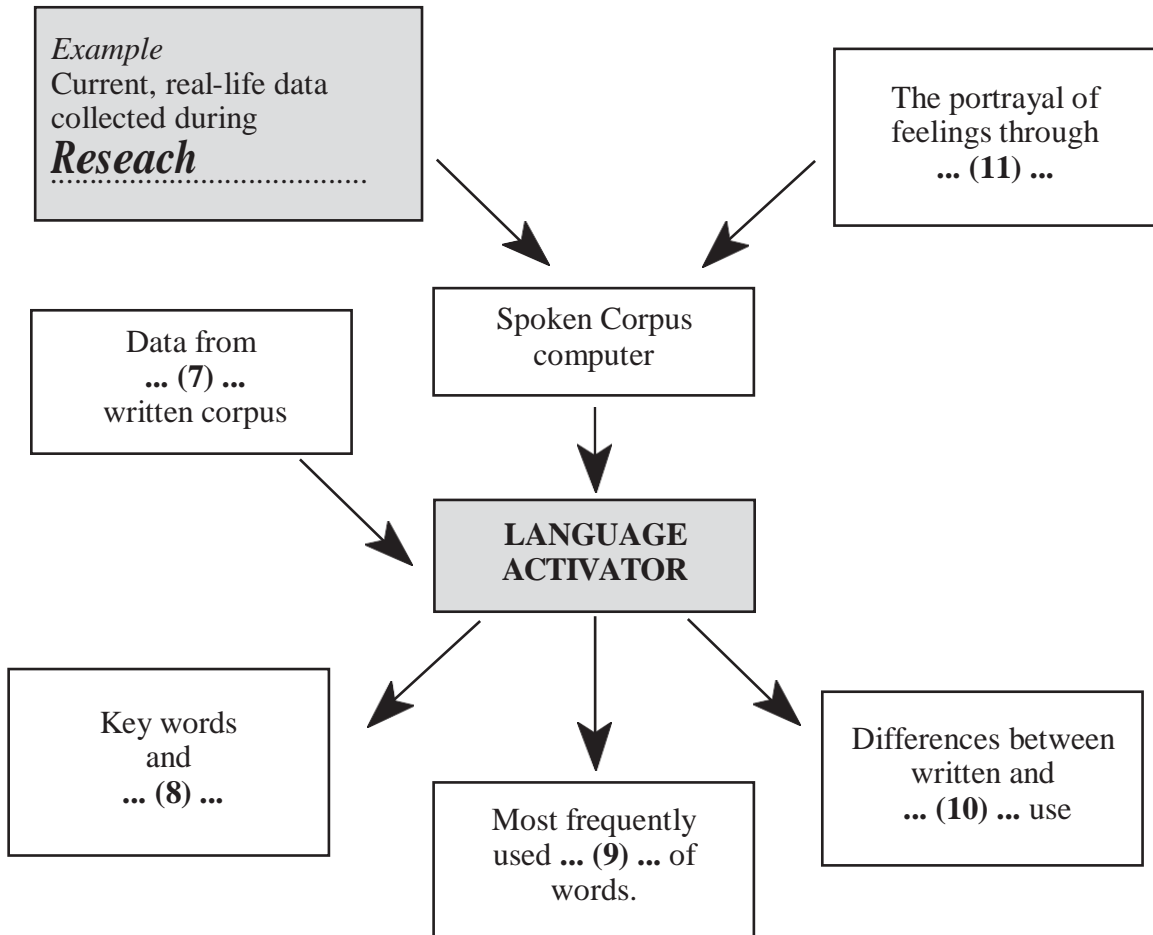 Example
Current, real-life data
collected during
Reseach
......................................
The portrayal of
feelings through
... (11) ...
Spoken Corpus
computer
Data from
... (7) ...
written corpus
LANGUAGE
ACTIVATOR
Key words
and
... (8) ...
Most frequently
used ... (9) ... of
words.
Differences between
written and
... (10) ... use